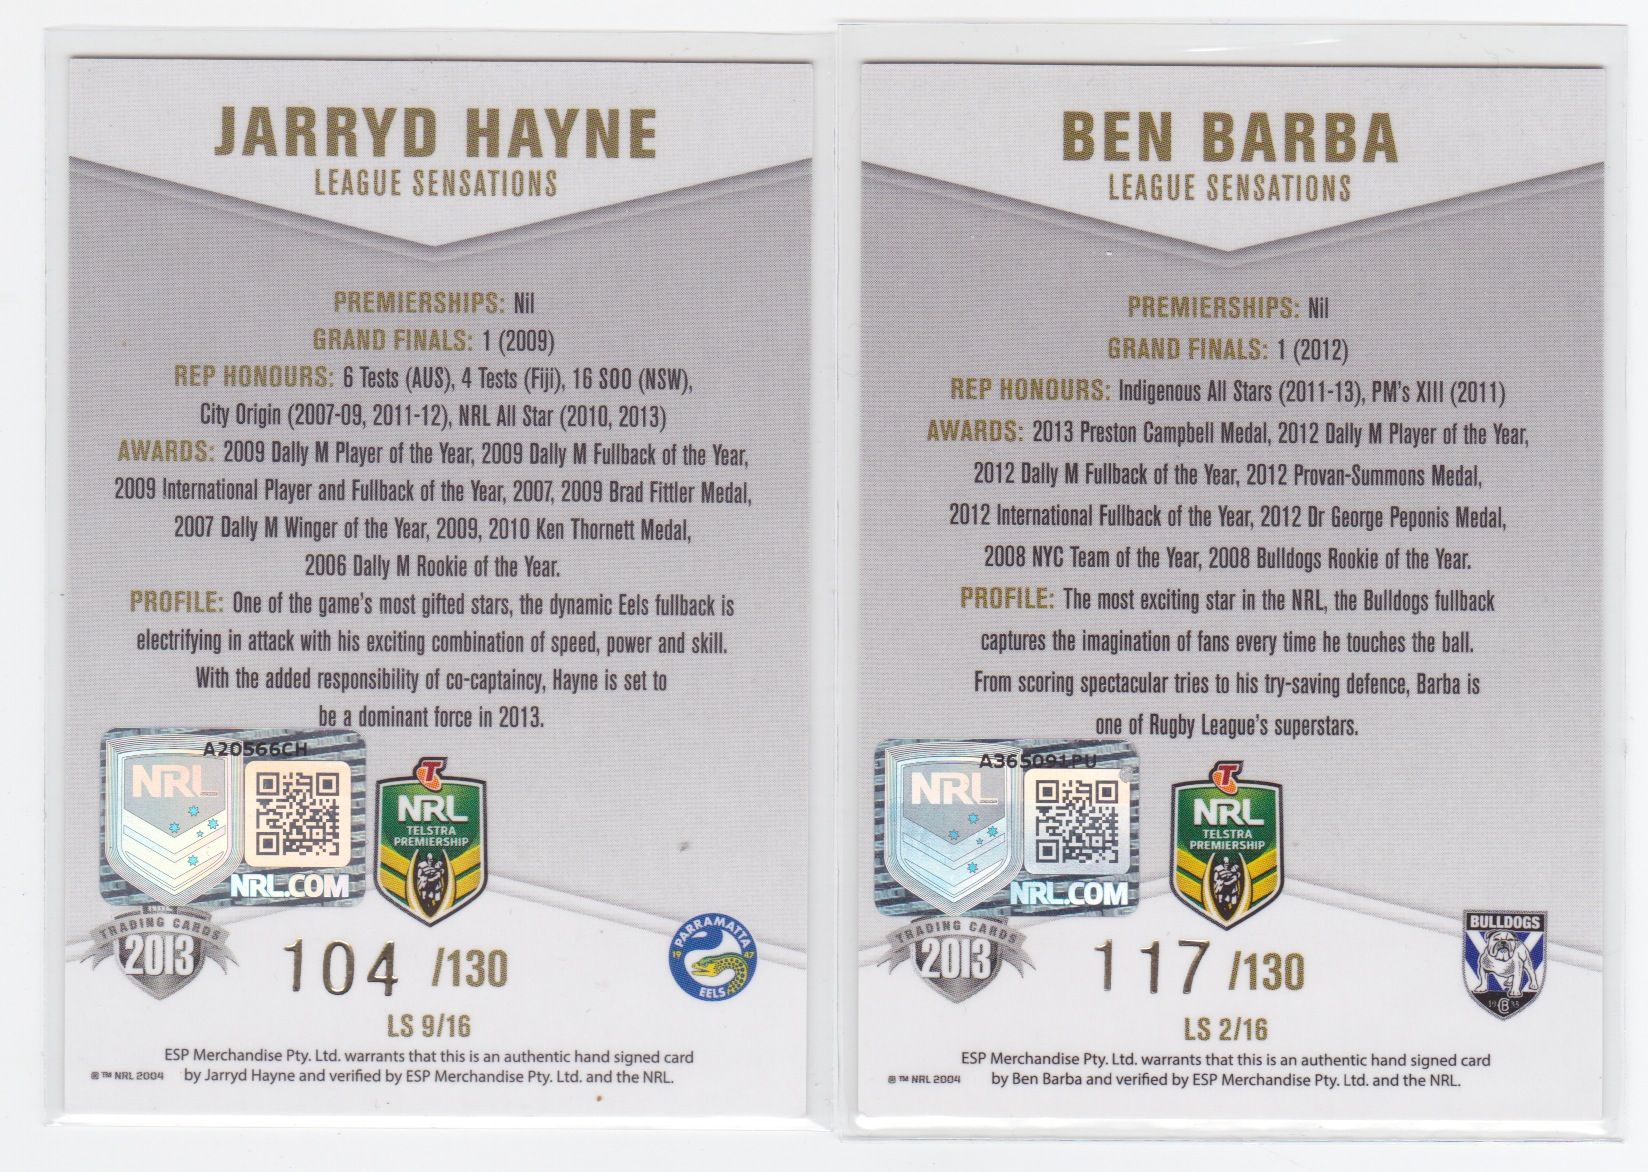 JARRYD HAYNE
LEAGUE SENSATIONS
PREMIERSHIPS: Nil
GRAND FINALS: 1 (2009)
REP HONOURS: 6 Tests (AUS), 4 Tests (Fiji), 16 SOO (NSW),
City Origin (2007-09, 2011-12), NRL All Star (2010, 2013)
AWARDS: 2009 Dally M Player of the Year, 2009 Dally M Fullback of the Year,
2009 International Player and Fullback of the Year, 2007, 2009 Brad Fittler Medal,
2007 Dally M Winger of the Year, 2009, 2010 Ken Thornett Medal,
2006 Dally M Rookie of the Year.
PROFILE: One of the game's most gifted stars, the dynamic Eels fullback is
electrifying in attack with his exciting combination of speed, power and skill.
With the added responsibility of co-captaincy, Hayne is set to
be a dominant force in 2013.
A20566CH
NRL
NRL.COM
T
NRL
TELSTRA
PREMIERSHIP
TRADING CARDS
2013
104 /130
PARRAMATTA
19 47
EELS
LS 9/16
ESP Merchandise Pty. Ltd. warrants that this is an authentic hand signed card
® ™ NRL 2004 by Jarryd Hayne and verified by ESP Merchandise Pty. Ltd. and the NRL.
BEN BARBA
LEAGUE SENSATIONS
PREMIERSHIPS: Nil
GRAND FINALS: 1 (2012)
REP HONOURS: Indigenous All Stars (2011-13), PM's XIII (2011)
AWARDS: 2013 Preston Campbell Medal, 2012 Dally M Player of the Year,
2012 Dally M Fullback of the Year, 2012 Provan-Summons Medal,
2012 International Fullback of the Year, 2012 Dr George Peponis Medal,
2008 NYC Team of the Year, 2008 Bulldogs Rookie of the Year.
PROFILE: The most exciting star in the NRL, the Bulldogs fullback
captures the imagination of fans every time he touches the ball.
From scoring spectacular tries to his try-saving defence, Barba is
one of Rugby League's superstars.
A365091PU
NRL
NRL.COM
T
NRL
TELSTRA
PREMIERSHIP
TRADING CARDS
2013
117 /130
BULLDOGS
19 B 35
LS 2/16
ESP Merchandise Pty. Ltd. warrants that this is an authentic hand signed card
® ™ NRL 2004 by Ben Barba and verified by ESP Merchandise Pty. Ltd. and the NRL.